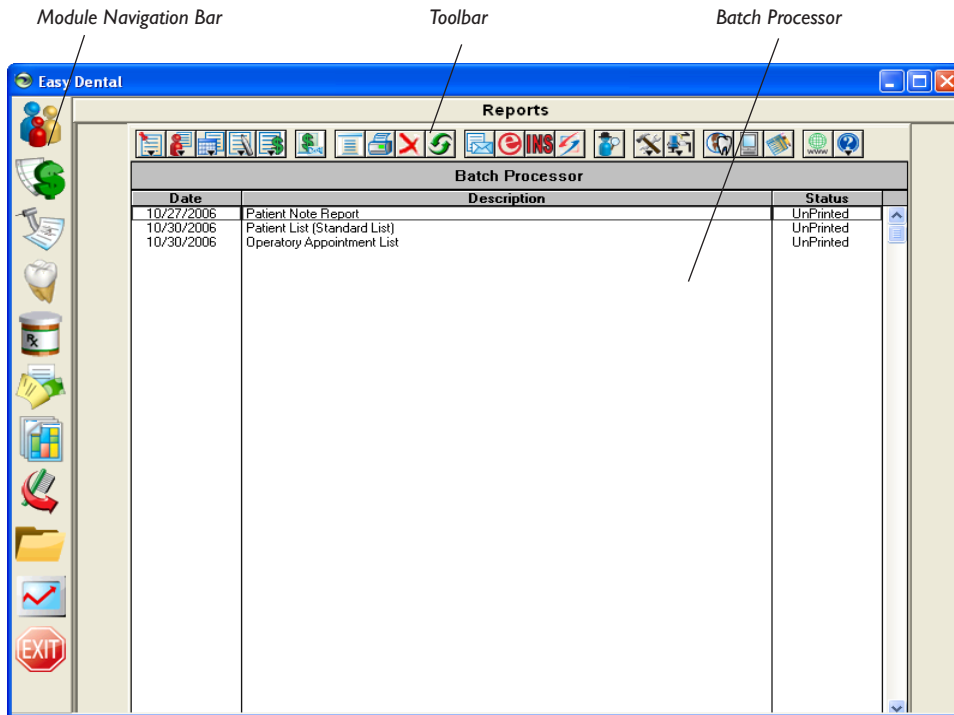 Module Navigation Bar Toolbar Batch Processor
Easy Dental
Reports
INS
www
Batch Processor
Date Description Status
10/27/2006 Patient Note Report UnPrinted
10/30/2006 Patient List (Standard List) UnPrinted
10/30/2006 Operatory Appointment List UnPrinted
Rx
EXIT